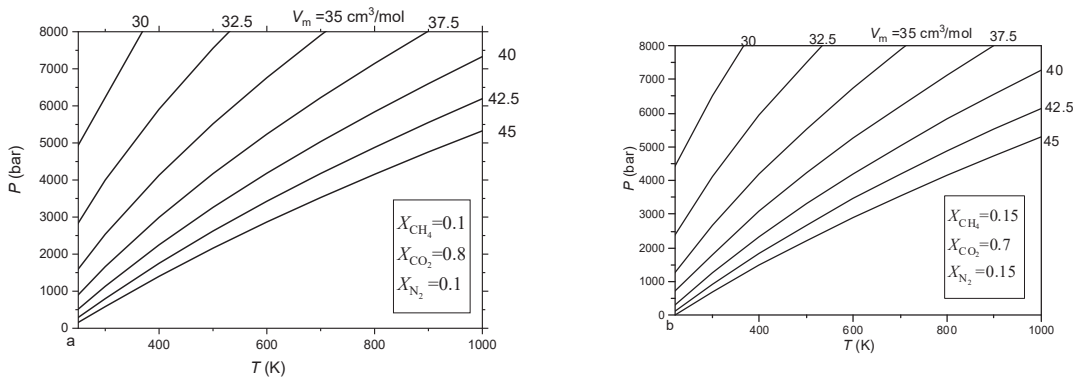 30
32.5
V_m =35 cm³/mol
37.5
8000
7000
6000
5000
4000
3000
2000
1000
0
P (bar)
40
42.5
45
X_CH₄=0.1
X_CO₂=0.8
X_N₂=0.1
a
400
600
800
1000
T (K)
30
32.5
V_m =35 cm³/mol
37.5
8000
7000
6000
5000
4000
3000
2000
1000
0
P (bar)
40
42.5
45
X_CH₄=0.15
X_CO₂=0.7
X_N₂=0.15
b
400
600
800
1000
T (K)